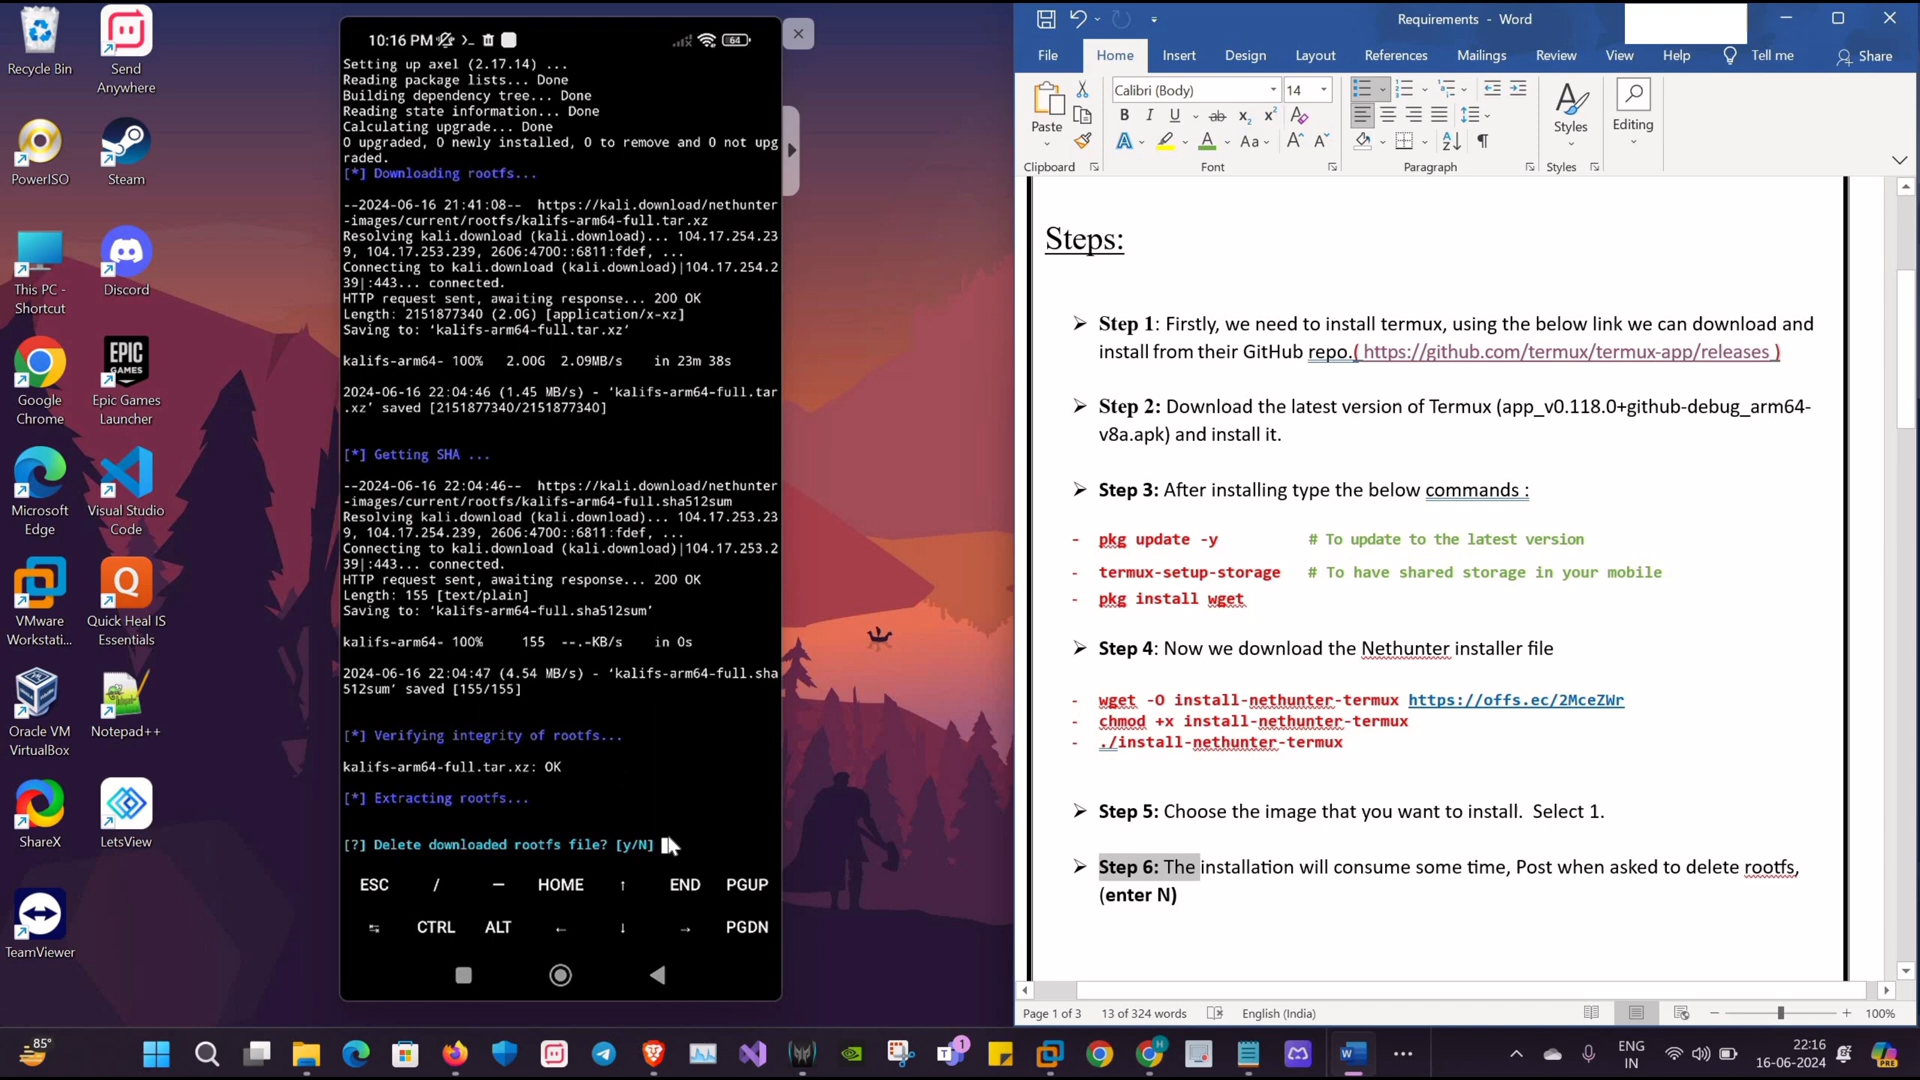 Recycle Bin
Send
Anywhere
PowerISO
Steam
This PC -
Shortcut
Discord
Google
Chrome
EPIC
GAMES
Epic Games
Launcher
Microsoft
Edge
Visual Studio
Code
VMware
Workstati...
Quick Heal IS
Essentials
Oracle VM
VirtualBox
Notepad++
ShareX
LetsView
TeamViewer
10:16 PM
64
Setting up axel (2.17.14) ...
Reading package lists... Done
Building dependency tree... Done
Reading state information... Done
Calculating upgrade... Done
0 upgraded, 0 newly installed, 0 to remove and 0 not upg
raded.
[*] Downloading rootfs...
--2024-06-16 21:41:08--  https://kali.download/nethunter
-images/current/rootfs/kalifs-arm64-full.tar.xz
Resolving kali.download (kali.download)... 104.17.254.23
9, 104.17.253.239, 2606:4700::6811:fdef, ...
Connecting to kali.download (kali.download)|104.17.254.2
39|:443... connected.
HTTP request sent, awaiting response... 200 OK
Length: 2151877340 (2.0G) [application/x-xz]
Saving to: ‘kalifs-arm64-full.tar.xz’
kalifs-arm64- 100%   2.00G  2.09MB/s    in 23m 38s
2024-06-16 22:04:46 (1.45 MB/s) - ‘kalifs-arm64-full.tar
.xz’ saved [2151877340/2151877340]
[*] Getting SHA ...
--2024-06-16 22:04:46--  https://kali.download/nethunter
-images/current/rootfs/kalifs-arm64-full.sha512sum
Resolving kali.download (kali.download)... 104.17.253.23
9, 104.17.254.239, 2606:4700::6811:fdef, ...
Connecting to kali.download (kali.download)|104.17.253.2
39|:443... connected.
HTTP request sent, awaiting response... 200 OK
Length: 155 [text/plain]
Saving to: ‘kalifs-arm64-full.sha512sum’
kalifs-arm64- 100%     155  --.-KB/s    in 0s
2024-06-16 22:04:47 (4.54 MB/s) - ‘kalifs-arm64-full.sha
512sum’ saved [155/155]
[*] Verifying integrity of rootfs...
kalifs-arm64-full.tar.xz: OK
[*] Extracting rootfs...
[?] Delete downloaded rootfs file? [y/N]
ESC / — HOME ↑ END PGUP
CTRL ALT ← ↓ → PGDN
Requirements - Word
File Home Insert Design Layout References Mailings Review View Help Tell me Share
Paste
Calibri (Body) 14
Styles
Editing
Clipboard Font Paragraph Styles
Steps:
Step 1: Firstly, we need to install termux, using the below link we can download and
install from their GitHub repo.( https://github.com/termux/termux-app/releases )
Step 2: Download the latest version of Termux (app_v0.118.0+github-debug_arm64-
v8a.apk) and install it.
Step 3: After installing type the below commands :
- pkg update -y # To update to the latest version
- termux-setup-storage # To have shared storage in your mobile
- pkg install wget
Step 4: Now we download the Nethunter installer file
- wget -O install-nethunter-termux https://offs.ec/2MceZWr
- chmod +x install-nethunter-termux
- ./install-nethunter-termux
Step 5: Choose the image that you want to install.  Select 1.
Step 6: The installation will consume some time, Post when asked to delete rootfs,
(enter N)
Page 1 of 3 13 of 324 words English (India) 100%
85°
1
ENG
IN
22:16
16-06-2024
PRE